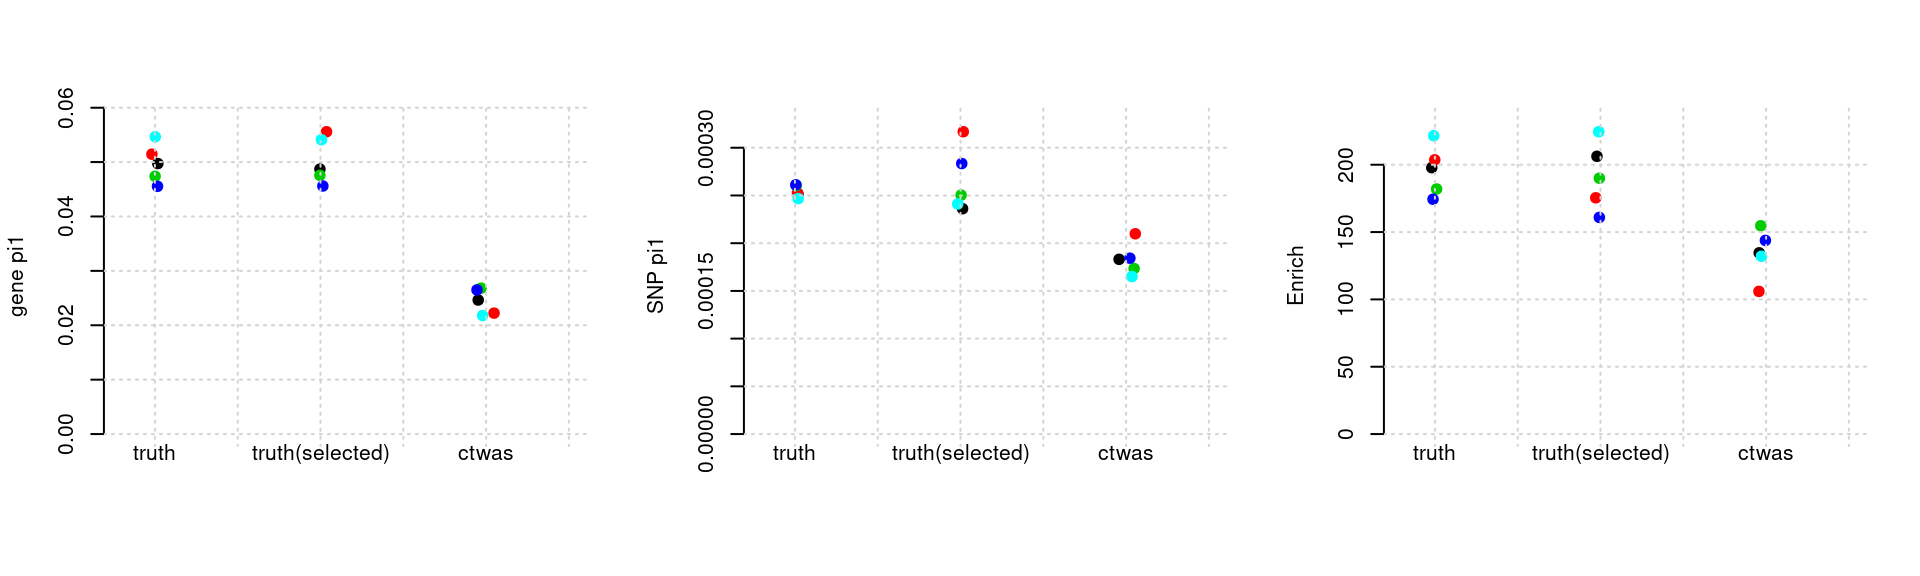 gene pi1
0.06
0.04
0.02
0.00
truth
truth(selected)
ctwas
SNP pi1
0.00030
0.00015
0.00000
truth
truth(selected)
ctwas
Enrich
200
150
100
50
0
truth
truth(selected)
ctwas